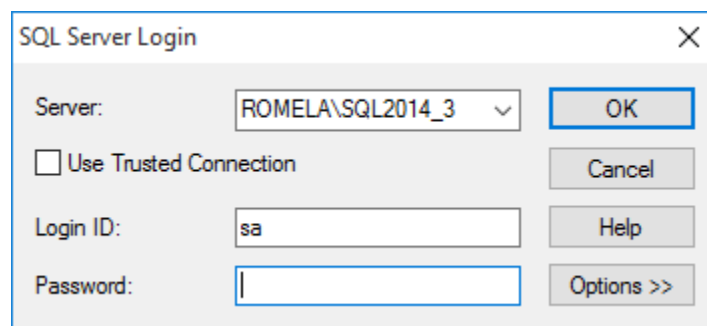 SQL Server Login
Server: ROMELA\SQL2014_3 OK
Use Trusted Connection Cancel
Login ID: sa Help
Password: Options >>